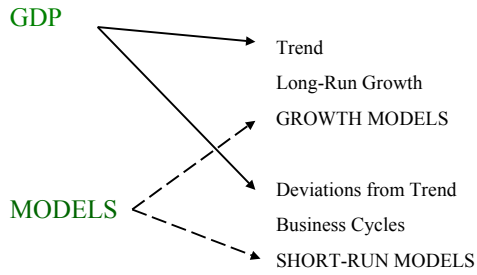 GDP
Trend
Long-Run Growth
GROWTH MODELS
MODELS
Deviations from Trend
Business Cycles
SHORT-RUN MODELS